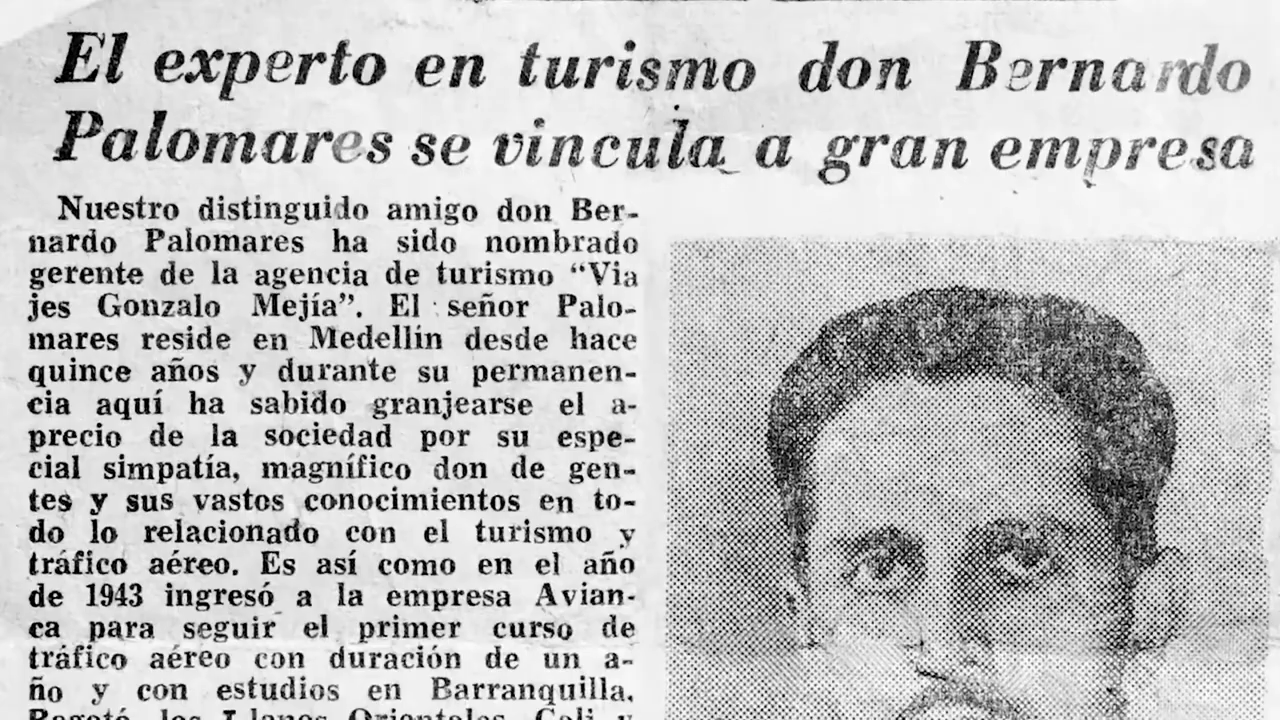 El experto en turismo don Bernardo
Palomares se vincula a gran empresa
Nuestro distinguido amigo don Ber-
nardo Palomares ha sido nombrado
gerente de la agencia de turismo “Via
jes Gonzalo Mejía”. El señor Palo-
mares reside en Medellín desde hace
quince años y durante su permanen-
cia aquí ha sabido granjearse el a-
precio de la sociedad por su espe-
cial simpatía, magnífico don de gen-
tes y sus vastos conocimientos en to-
do lo relacionado con el turismo y
tráfico aéreo. Es así como en el año
de 1943 ingresó a la empresa Avian-
ca para seguir el primer curso de
tráfico aéreo con duración de un a-
ño y con estudios en Barranquilla,
Bogotá, los Llanos Orientales, Cali y